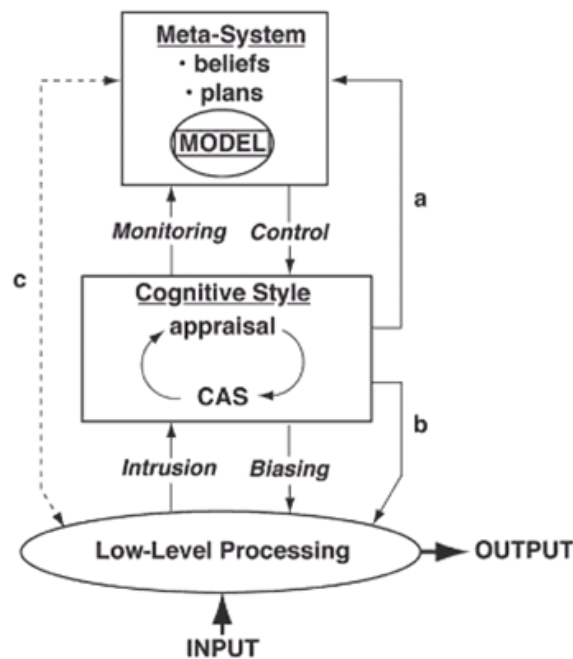 Meta-System
· beliefs
· plans
MODEL
a
Monitoring Control
c
Cognitive Style
appraisal
CAS
b
Intrusion Biasing
Low-Level Processing
OUTPUT
INPUT